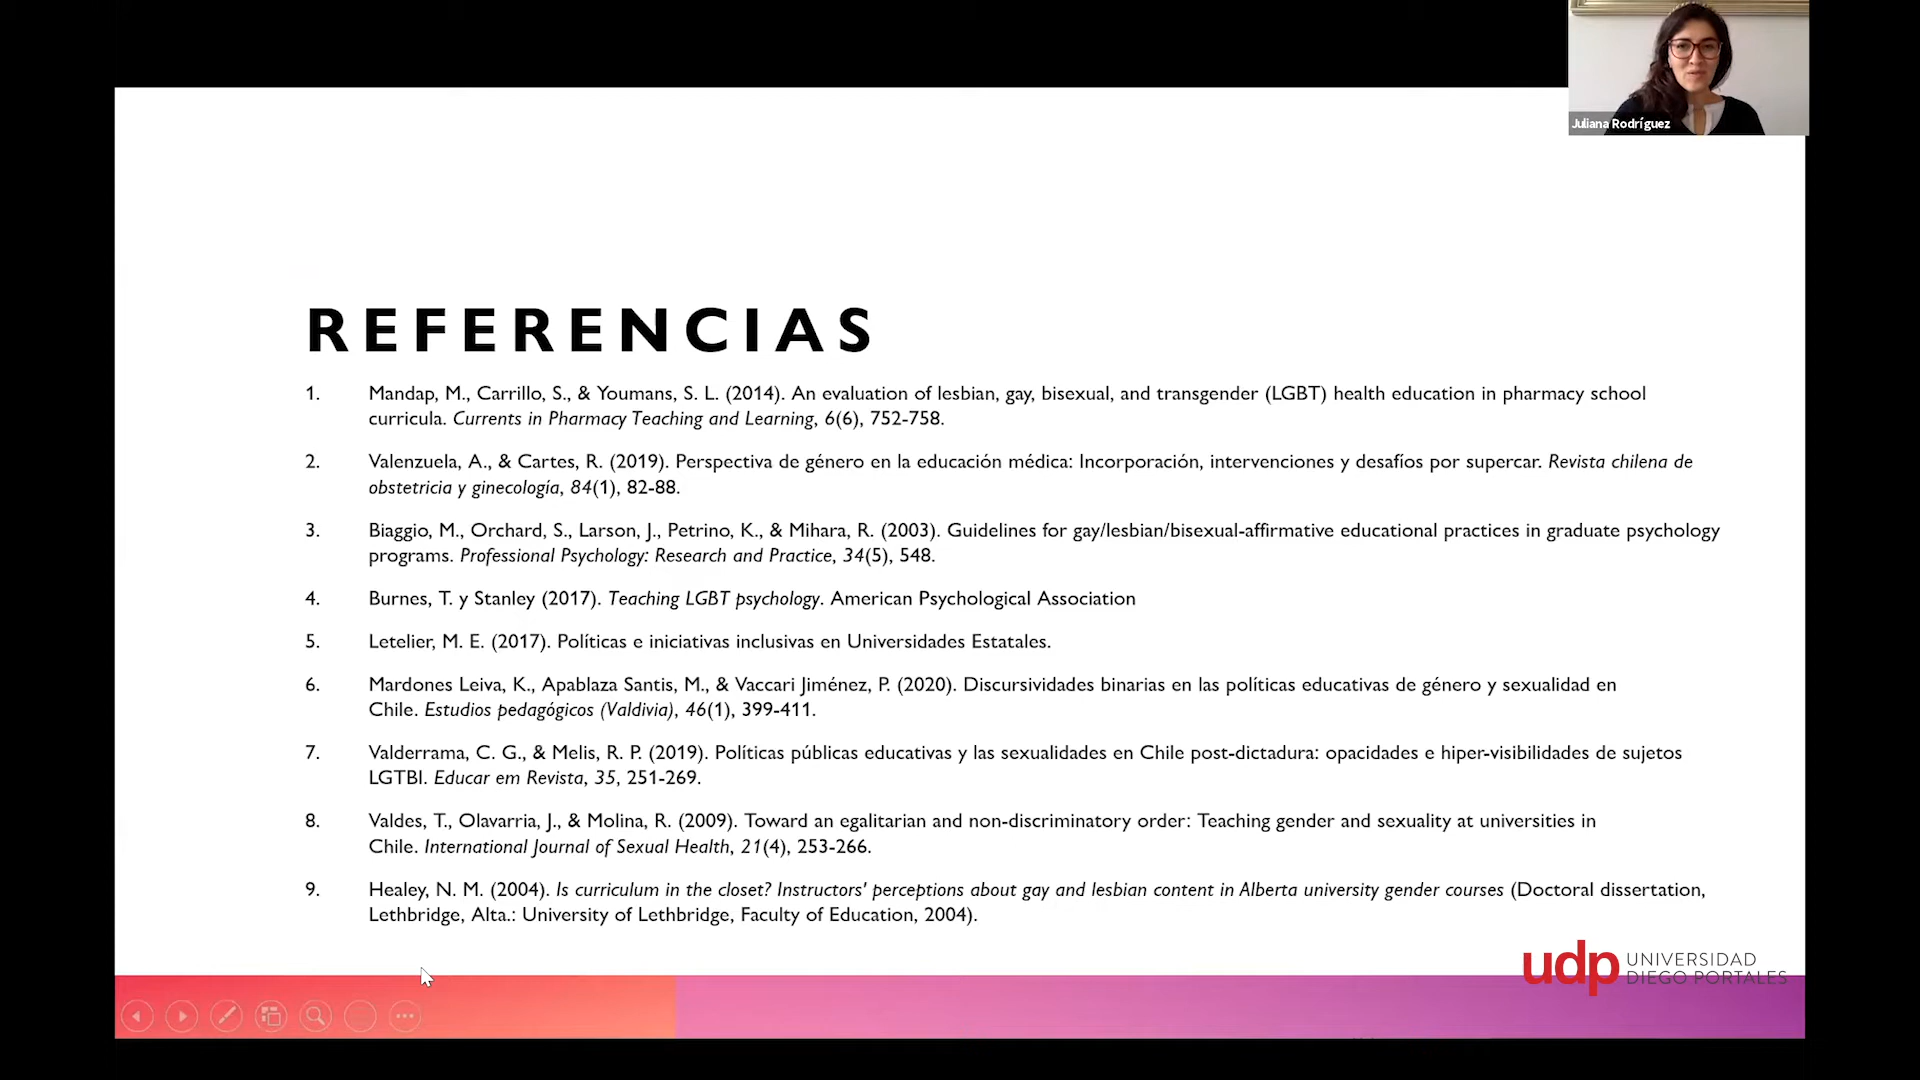 Juliana Rodríguez
REFERENCIAS
1. Mandap, M., Carrillo, S., & Youmans, S. L. (2014). An evaluation of lesbian, gay, bisexual, and transgender (LGBT) health education in pharmacy school
curricula. Currents in Pharmacy Teaching and Learning, 6(6), 752-758.
2. Valenzuela, A., & Cartes, R. (2019). Perspectiva de género en la educación médica: Incorporación, intervenciones y desafíos por supercar. Revista chilena de
obstetricia y ginecología, 84(1), 82-88.
3. Biaggio, M., Orchard, S., Larson, J., Petrino, K., & Mihara, R. (2003). Guidelines for gay/lesbian/bisexual-affirmative educational practices in graduate psychology
programs. Professional Psychology: Research and Practice, 34(5), 548.
4. Burnes, T. y Stanley (2017). Teaching LGBT psychology. American Psychological Association
5. Letelier, M. E. (2017). Políticas e iniciativas inclusivas en Universidades Estatales.
6. Mardones Leiva, K., Apablaza Santis, M., & Vaccari Jiménez, P. (2020). Discursividades binarias en las políticas educativas de género y sexualidad en
Chile. Estudios pedagógicos (Valdivia), 46(1), 399-411.
7. Valderrama, C. G., & Melis, R. P. (2019). Políticas públicas educativas y las sexualidades en Chile post-dictadura: opacidades e hiper-visibilidades de sujetos
LGTBI. Educar em Revista, 35, 251-269.
8. Valdes, T., Olavarria, J., & Molina, R. (2009). Toward an egalitarian and non-discriminatory order: Teaching gender and sexuality at universities in
Chile. International Journal of Sexual Health, 21(4), 253-266.
9. Healey, N. M. (2004). Is curriculum in the closet? Instructors' perceptions about gay and lesbian content in Alberta university gender courses (Doctoral dissertation,
Lethbridge, Alta.: University of Lethbridge, Faculty of Education, 2004).
udp UNIVERSIDAD
DIEGO PORTALES